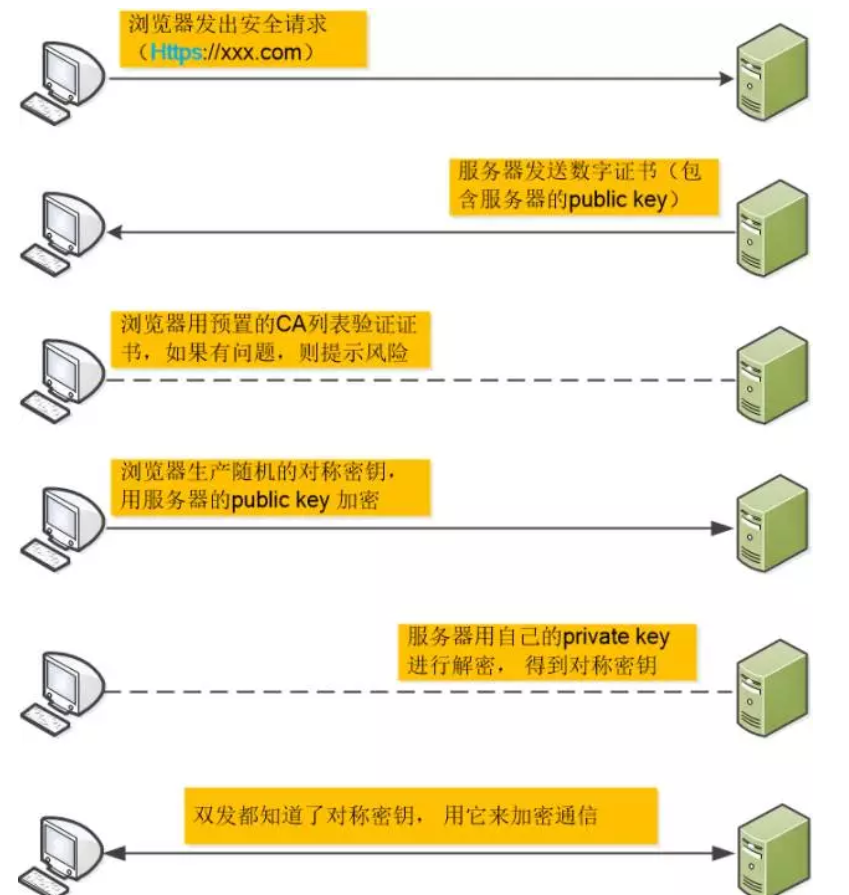 浏览器发出安全请求
（Https://xxx.com）
服务器发送数字证书（包
含服务器的public key）
浏览器用预置的CA列表验证证
书，如果有问题，则提示风险
浏览器生产随机的对称密钥，
用服务器的public key 加密
服务器用自己的private key
进行解密， 得到对称密钥
双发都知道了对称密钥， 用它来加密通信